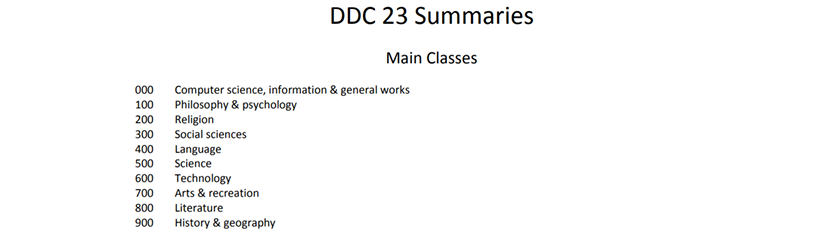 DDC 23 Summaries
Main Classes
000 Computer science, information & general works
100 Philosophy & psychology
200 Religion
300 Social sciences
400 Language
500 Science
600 Technology
700 Arts & recreation
800 Literature
900 History & geography